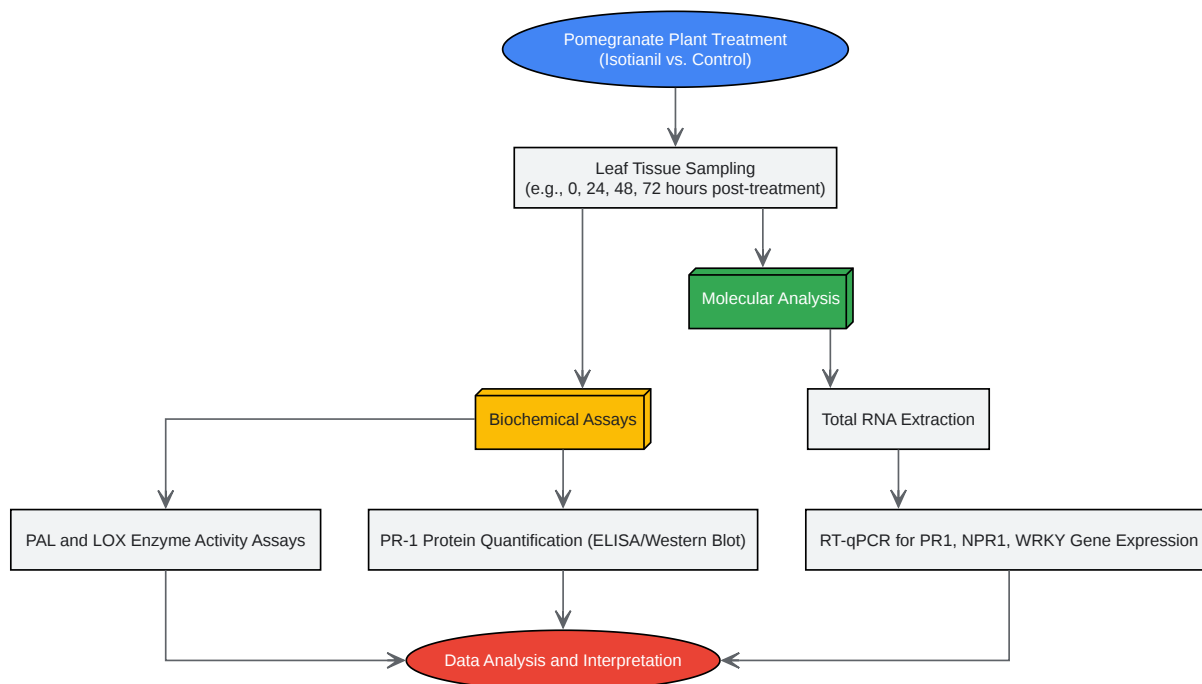 Pomegranate Plant Treatment
(Isotianil vs. Control)
Leaf Tissue Sampling
(e.g., 0, 24, 48, 72 hours post-treatment)
Molecular Analysis
Biochemical Assays
Total RNA Extraction
PAL and LOX Enzyme Activity Assays
PR-1 Protein Quantification (ELISA/Western Blot)
RT-qPCR for PR1, NPR1, WRKY Gene Expression
Data Analysis and Interpretation